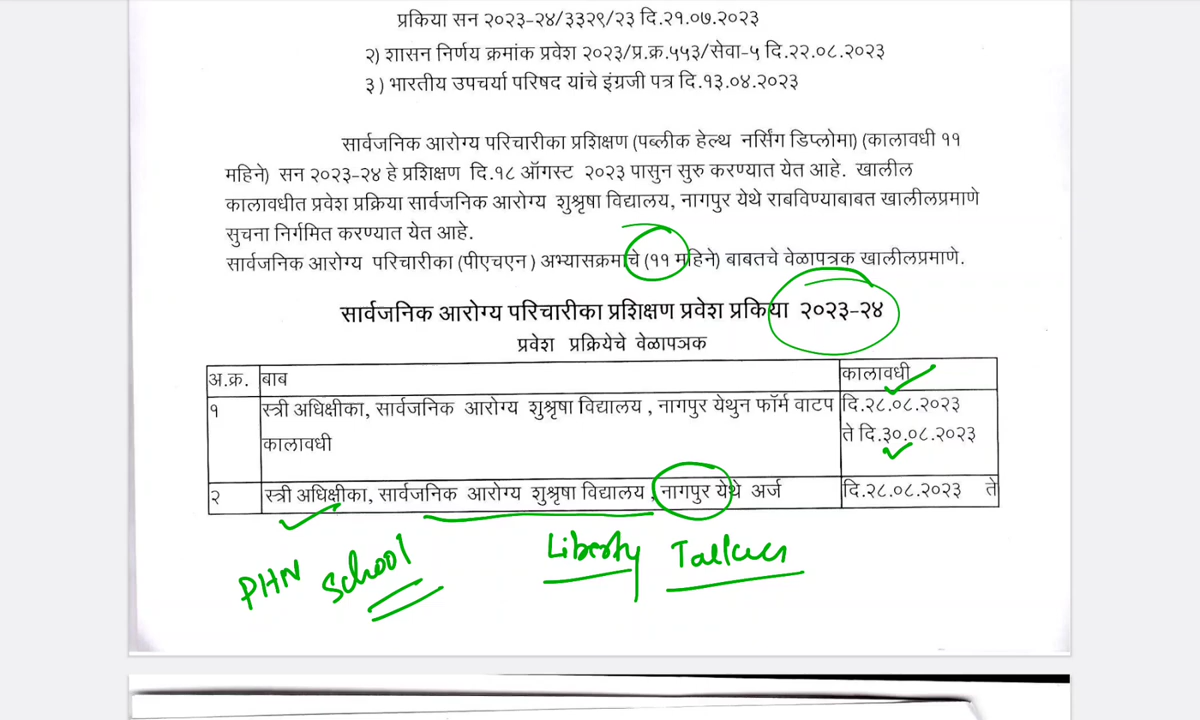 प्रकिया सन २०२३-२४/३३२९/२३ दि.२१.०७.२०२३
२) शासन निर्णय क्रमांक प्रवेश २०२३/प्र.क्र.५५३/सेवा-५ दि.२२.०८.२०२३
३) भारतीय उपचर्या परिषद यांचे इंग्रजी पत्र दि.१३.०४.२०२३
सार्वजनिक आरोग्य परिचारीका प्रशिक्षण (पब्लीक हेल्थ नर्सिंग डिप्लोमा) (कालावधी ११
महिने) सन २०२३-२४ हे प्रशिक्षण दि.१८ ऑगस्ट २०२३ पासुन सुरु करण्यात येत आहे. खालील
कालावधीत प्रवेश प्रक्रिया सार्वजनिक आरोग्य शुश्रृषा विद्यालय, नागपुर येथे राबविण्याबाबत खालीलप्रमाणे
सुचना निर्गमित करण्यात येत आहे.
सार्वजनिक आरोग्य परिचारीका (पीएचएन) अभ्यासक्रमाचे (११ महिने) बाबतचे वेळापत्रक खालीलप्रमाणे.
सार्वजनिक आरोग्य परिचारीका प्रशिक्षण प्रवेश प्रकिया २०२३-२४
प्रवेश प्रक्रियेचे वेळापञक
अ.क्र. बाब कालावधी
१ स्त्री अधिक्षीका, सार्वजनिक आरोग्य शुश्रृषा विद्यालय, नागपुर येथुन फॉर्म वाटप दि.२८.०८.२०२३
कालावधी ते दि.३०.०८.२०२३
२ स्त्री अधिक्षीका, सार्वजनिक आरोग्य शुश्रृषा विद्यालय, नागपुर येथे अर्ज दि.२८.०८.२०२३ ते
PHN School Liberty Talkies